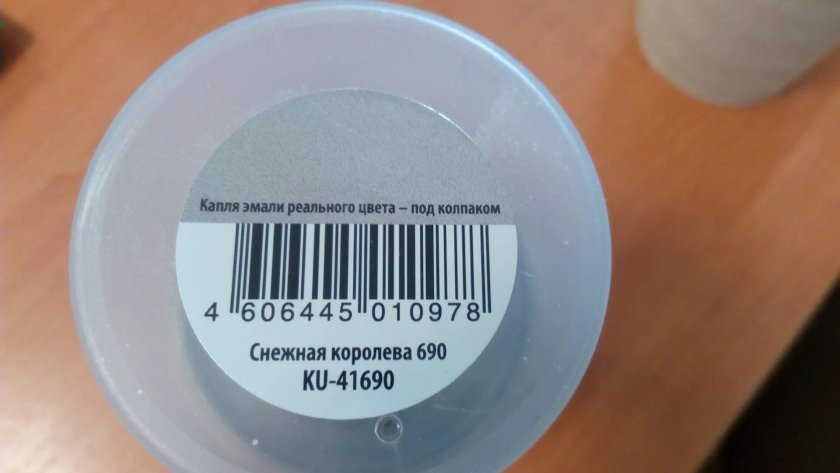 Капля эмали реального цвета – под колпаком
4 606445 010978
Снежная королева 690
KU-41690